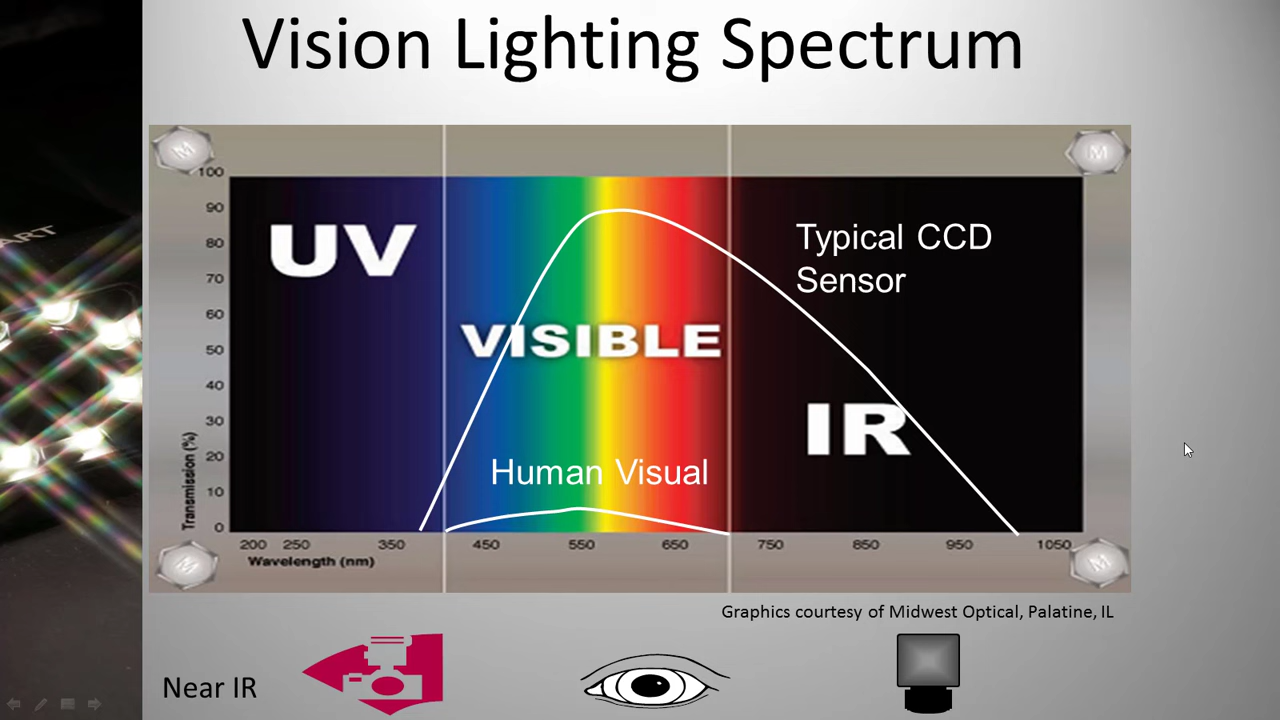 Vision Lighting Spectrum
ART
M
M
100
90
80
70
60
50
40
30
20
10
0
Transmission (%)
UV
VISIBLE
IR
Typical CCD
Sensor
Human Visual
200 250 350 450 550 650 750 850 950 1050
Wavelength (nm)
M
M
Graphics courtesy of Midwest Optical, Palatine, IL
Near IR